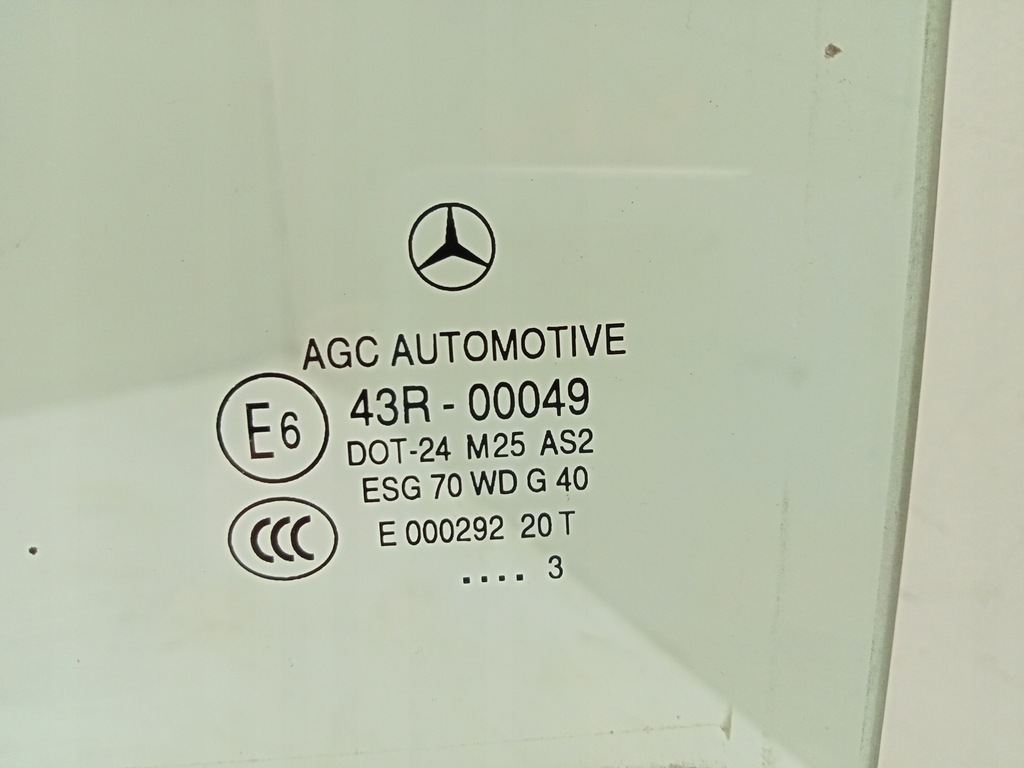 AGC AUTOMOTIVE
E6
43R - 00049
DOT-24 M25 AS2
ESG 70 WD G 40
CCC
E 000292 20 T
.... 3